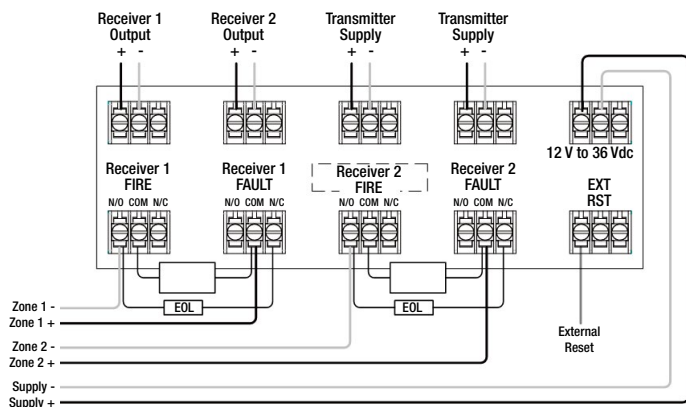 Receiver 1
Output
Receiver 2
Output
Transmitter
Supply
Transmitter
Supply
+ -
+ -
+ -
+ -
12 V to 36 Vdc
Receiver 1
FIRE
Receiver 1
FAULT
Receiver 2
FIRE
Receiver 2
FAULT
EXT
RST
N/O COM N/C
N/O COM N/C
N/O COM N/C
N/O COM N/C
EOL
EOL
Zone 1 -
Zone 1 +
Zone 2 -
Zone 2 +
External
Reset
Supply -
Supply +